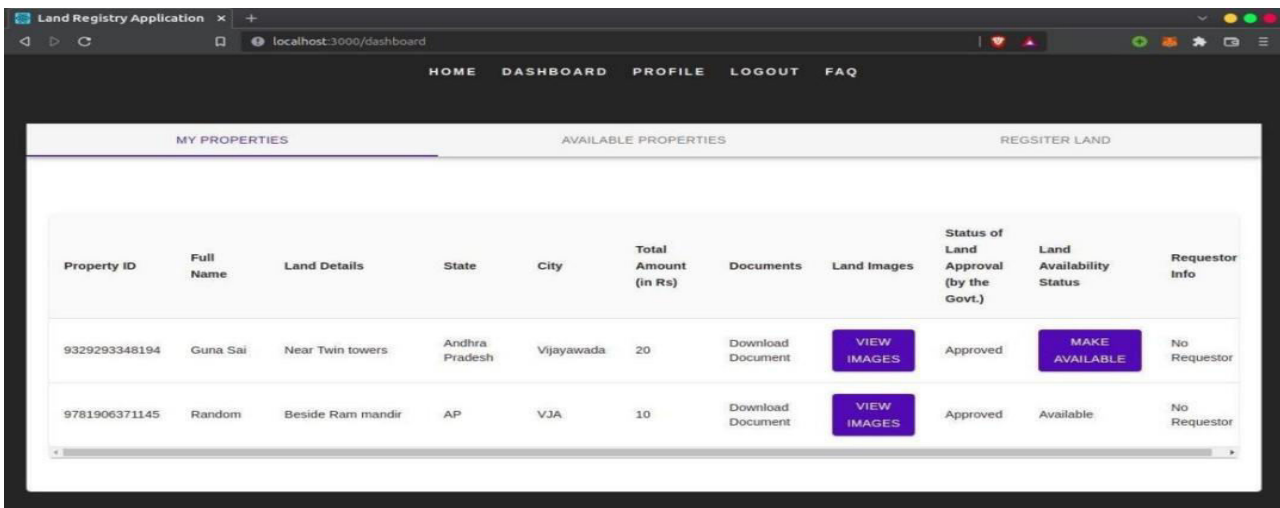 Land Registry Application × +
localhost:3000/dashboard
HOME DASHBOARD PROFILE LOGOUT FAQ
MY PROPERTIES AVAILABLE PROPERTIES REGSITER LAND
Property ID Full Name Land Details State City Total Amount (in Rs) Documents Land Images Status of Land Approval (by the Govt.) Land Availability Status Requestor Info
9329293348194 Guna Sai Near Twin towers Andhra Pradesh Vijayawada 20 Download Document VIEW IMAGES Approved MAKE AVAILABLE No Requestor
9781906371145 Random Beside Ram mandir AP VJA 10 Download Document VIEW IMAGES Approved Available No Requestor